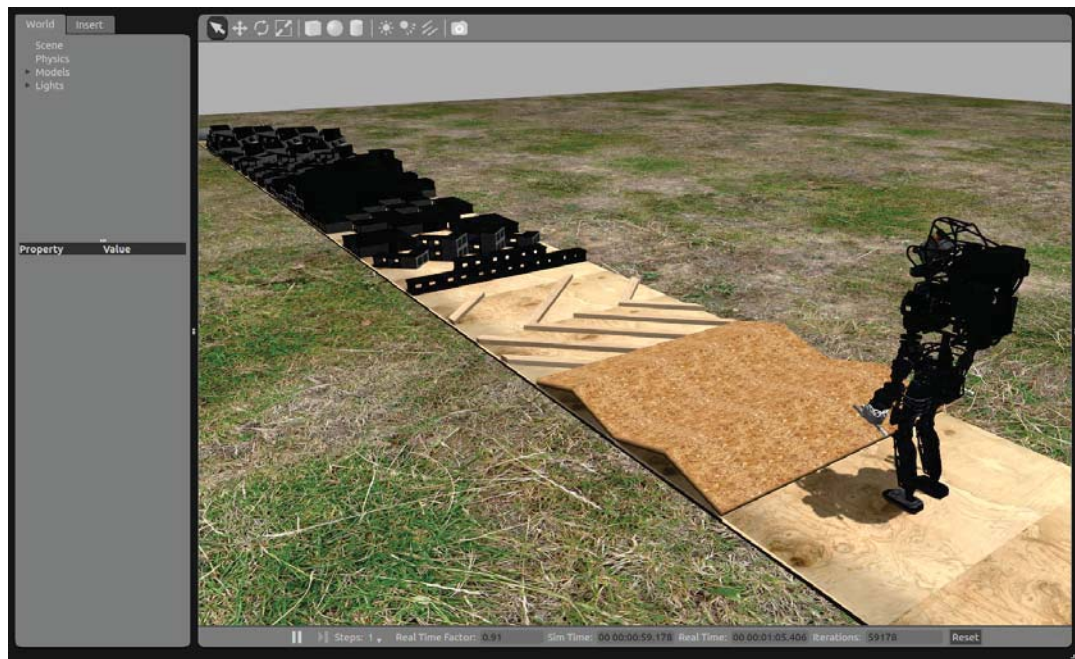 World Insert
Scene
Physics
Models
Lights
Property Value
Steps: 1 Real Time Factor: 0.91 Sim Time: 00 00:00:59.178 Real Time: 00 00:01:05.406 Iterations: 59178 Reset